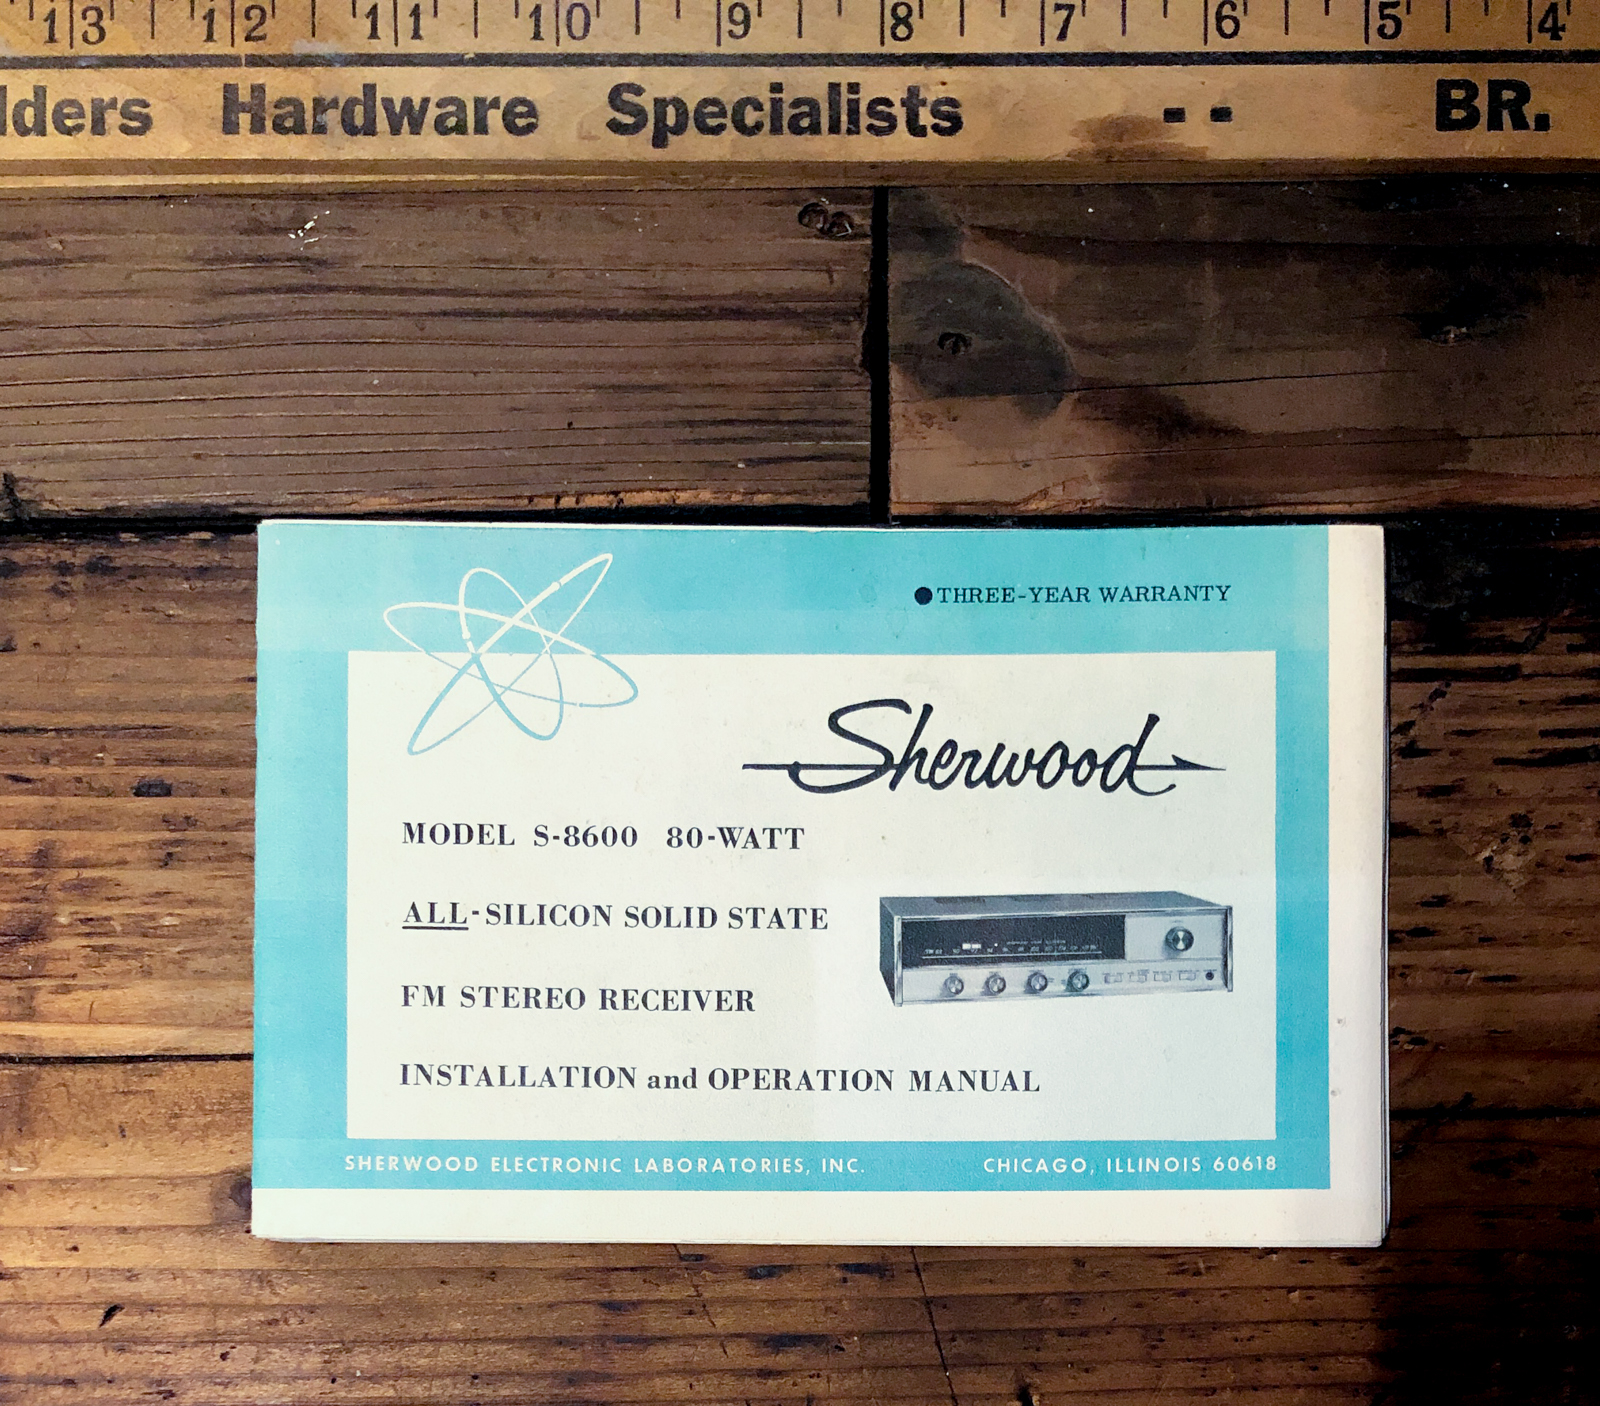 13 12 11 10 9 8 7 6 5 4
lders Hardware Specialists -- BR.
●THREE-YEAR WARRANTY
Sherwood
MODEL S-8600 80-WATT
ALL-SILICON SOLID STATE
FM STEREO RECEIVER
INSTALLATION and OPERATION MANUAL
SHERWOOD ELECTRONIC LABORATORIES, INC. CHICAGO, ILLINOIS 60618